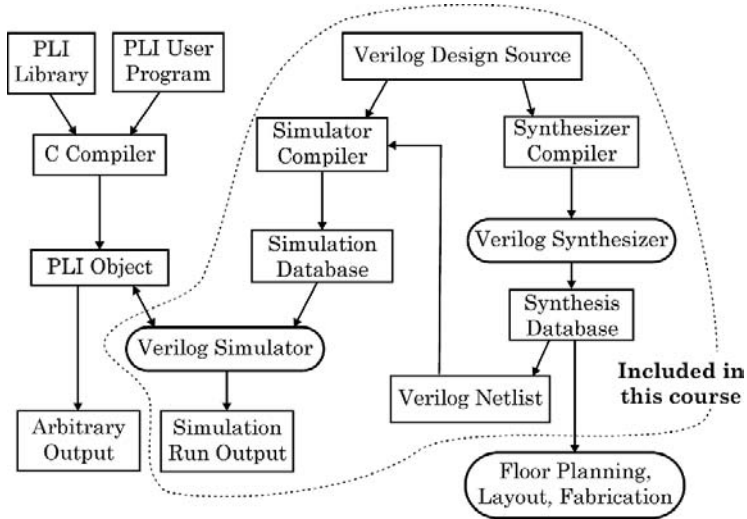 PLI
Library
PLI User
Program
Verilog Design Source
C Compiler
Simulator
Compiler
Synthesizer
Compiler
PLI Object
Simulation
Database
Verilog Synthesizer
Synthesis
Database
Verilog Simulator
Included in
this course
Verilog Netlist
Arbitrary
Output
Simulation
Run Output
Floor Planning,
Layout, Fabrication